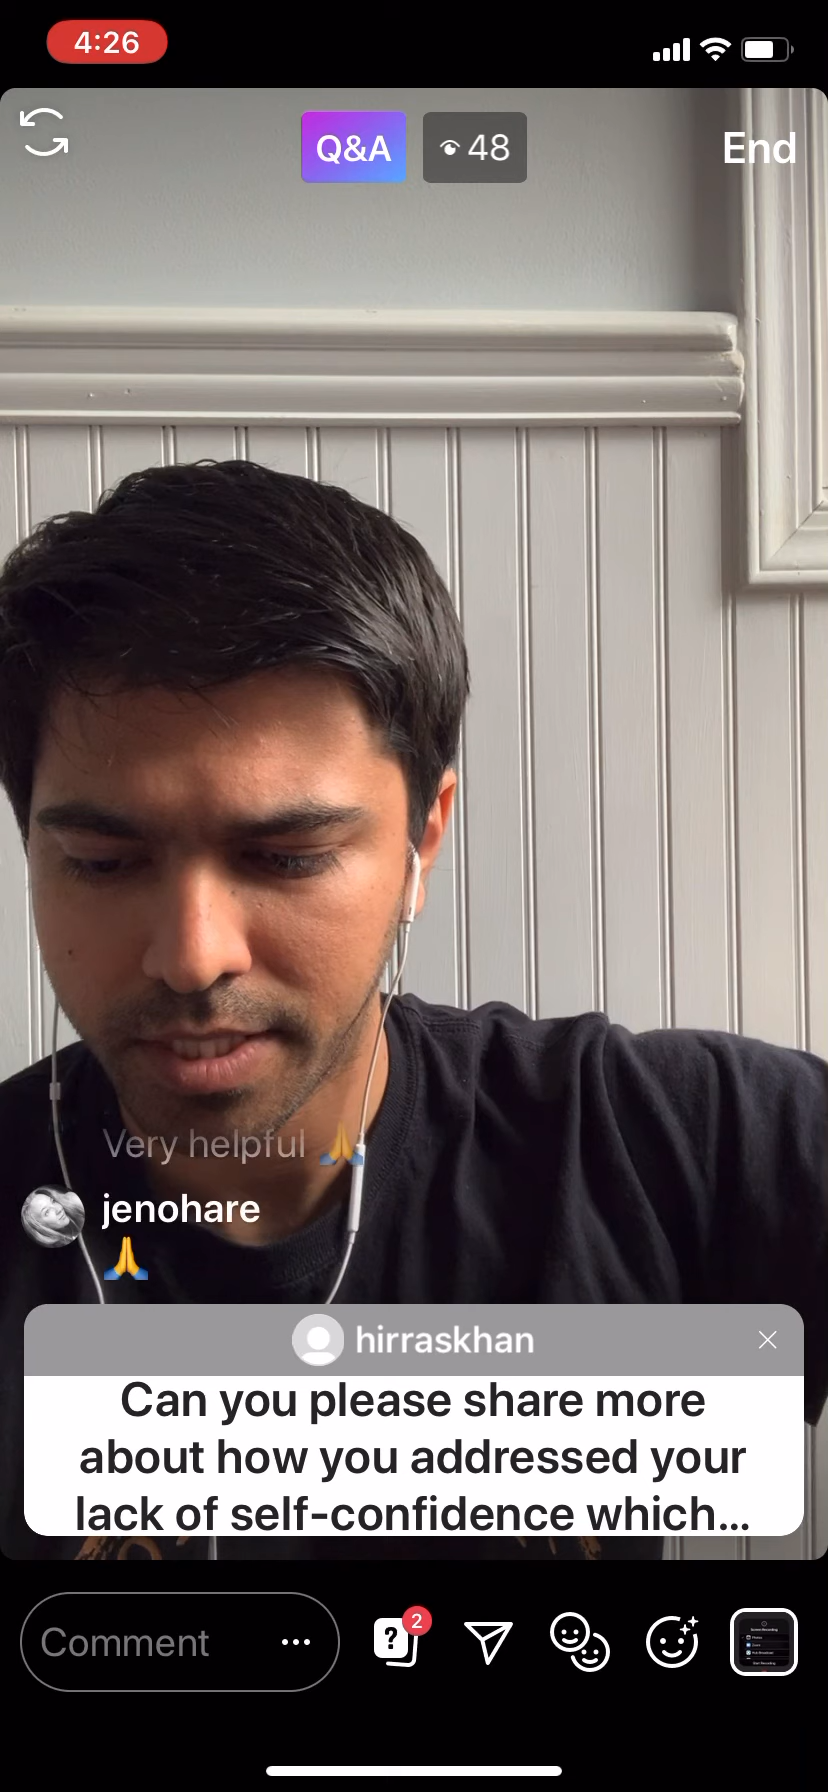 4:26
Q&A
48
End
Very helpful 🙏
jenohare
🙏
hirraskhan
Can you please share more
about how you addressed your
lack of self-confidence which...
Comment
?
2